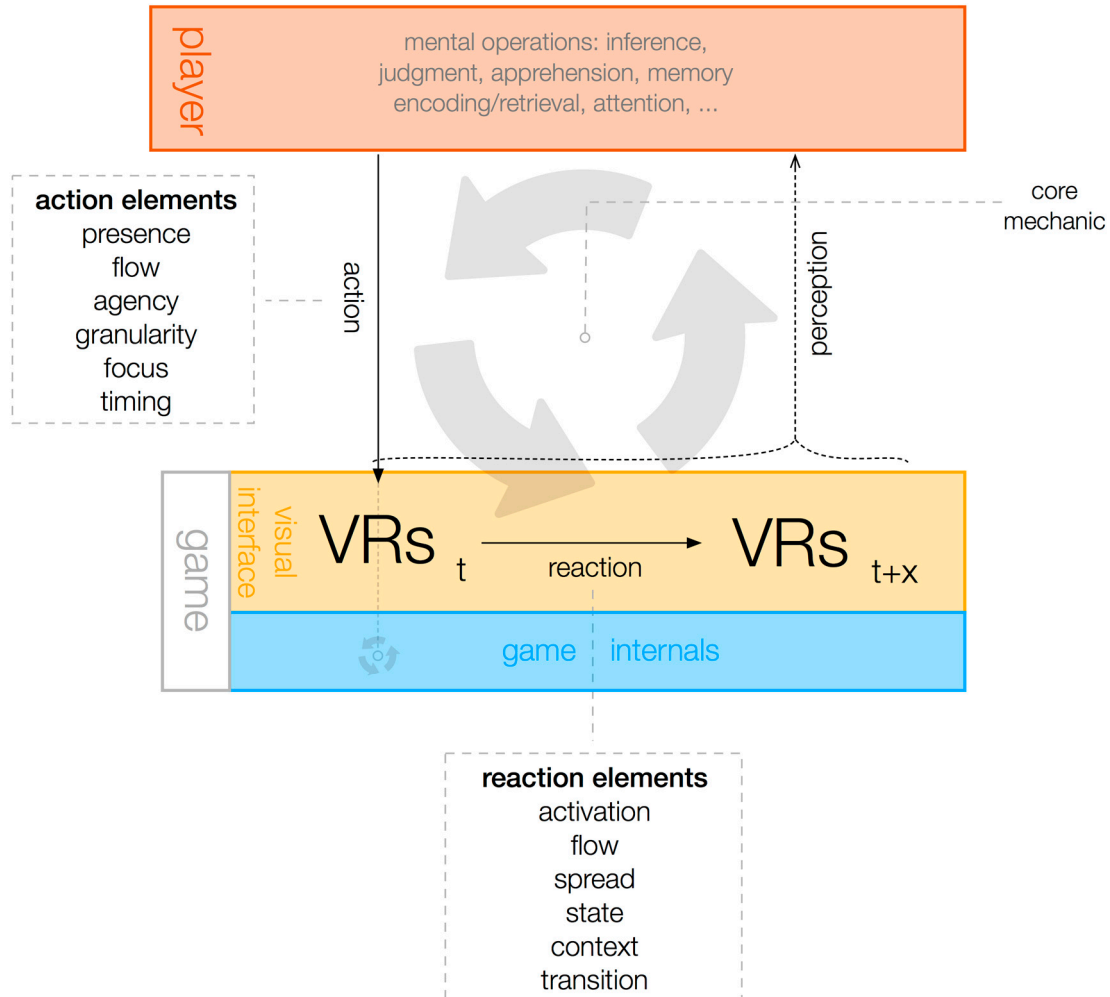 player
mental operations: inference,
judgment, apprehension, memory
encoding/retrieval, attention, ...
action elements
presence
flow
agency
granularity
focus
timing
action
core
mechanic
perception
game
visual
interface
VRs t
reaction
VRs t+x
game internals
reaction elements
activation
flow
spread
state
context
transition